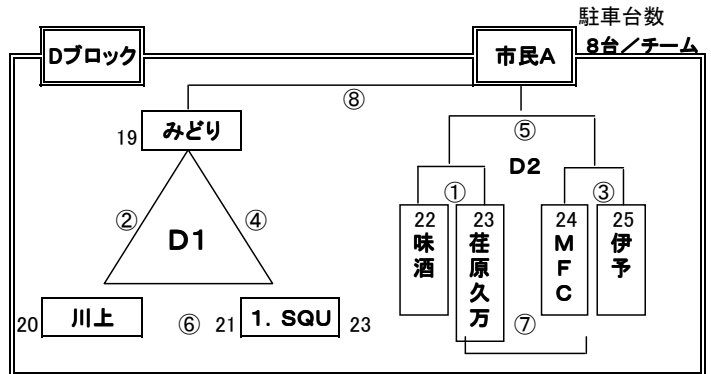 駐車台数
Dブロック
市民A
8台／チーム
⑧
19
みどり
⑤
D2
②
④
①
③
D1
22
味酒
23
荏原久万
24
MFC
25
伊予
20
川上
⑥
21
1. SQU
23
⑦